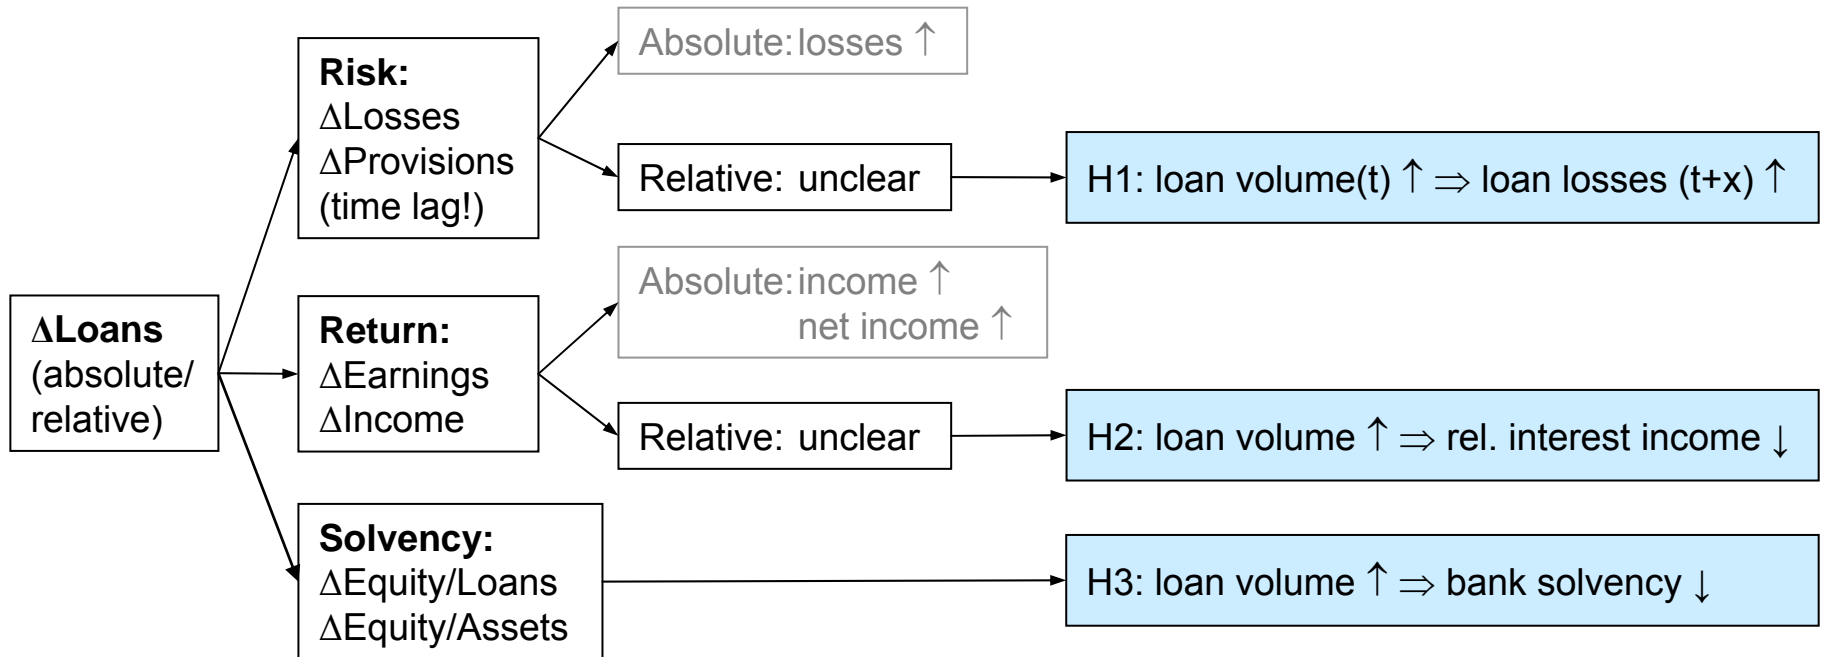 ΔLoans
(absolute/
relative)
Risk:
ΔLosses
ΔProvisions
(time lag!)
Absolute: losses ↑
Relative: unclear
H1: loan volume(t) ↑ ⇒ loan losses (t+x) ↑
Return:
ΔEarnings
ΔIncome
Absolute: income ↑
net income ↑
Relative: unclear
H2: loan volume ↑ ⇒ rel. interest income ↓
Solvency:
ΔEquity/Loans
ΔEquity/Assets
H3: loan volume ↑ ⇒ bank solvency ↓